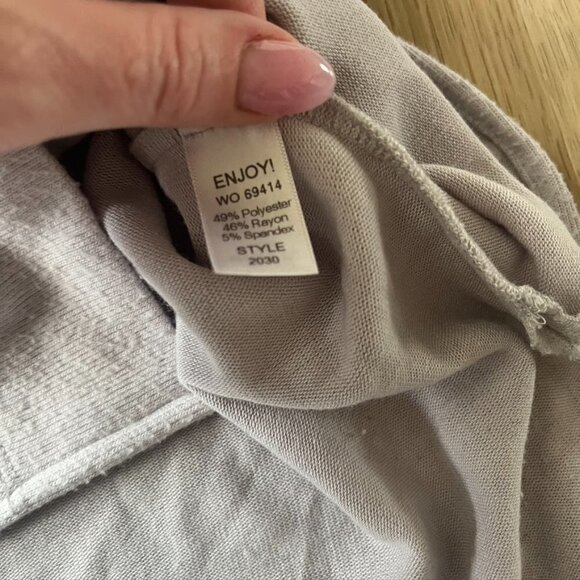 ENJOY!
WO 69414
49% Polyester
46% Rayon
5% Spandex
STYLE
2030